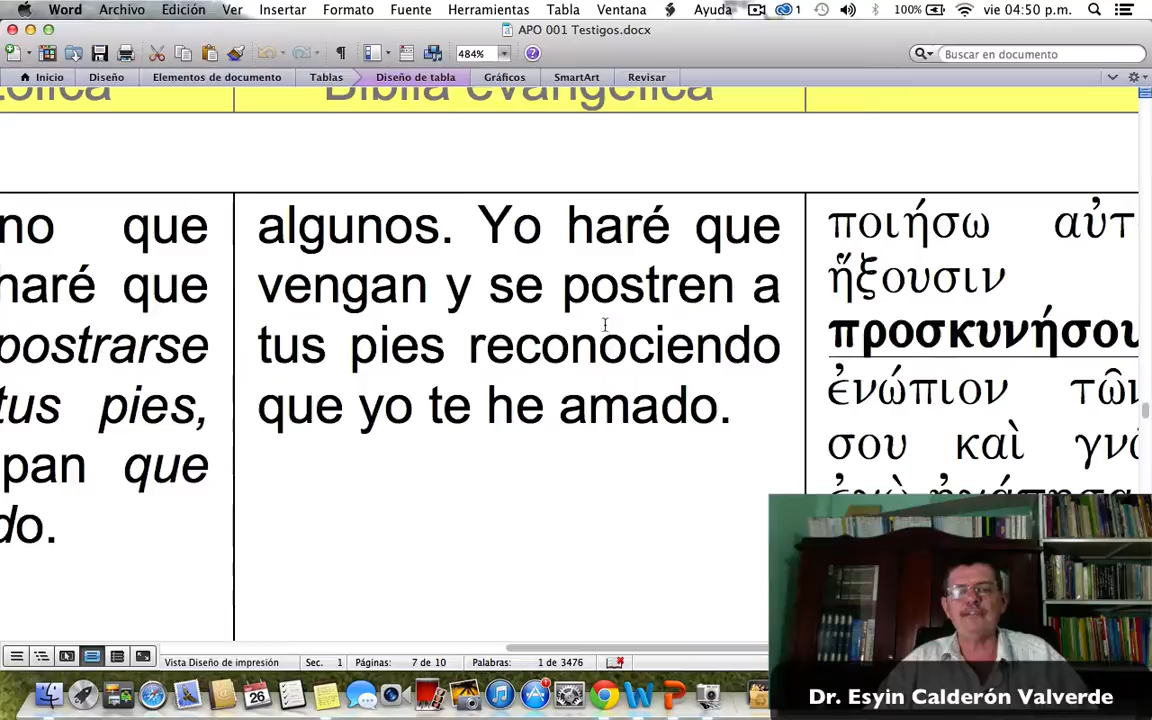 Word Archivo Edición Ver Insertar Formato Fuente Herramientas Tabla Ventana Ayuda 1 100% vie 04:50 p.m.
APO 001 Testigos.docx
484% Buscar en documento
Inicio Diseño Elementos de documento Tablas Diseño de tabla Gráficos SmartArt Revisar
Biblia evangélica
no que
haré que
postrarse
tus pies,
que
algunos. Yo haré que
vengan y se postren a
tus pies reconociendo
que yo te he amado.
ποιήσω
ἥξουσιν
ἐνώπιον
σου καὶ
Vista Diseño de impresión Sec. 1 Páginas: 7 de 10 Palabras: 1 de 3476
26
Dr. Esyin Calderón Valverde